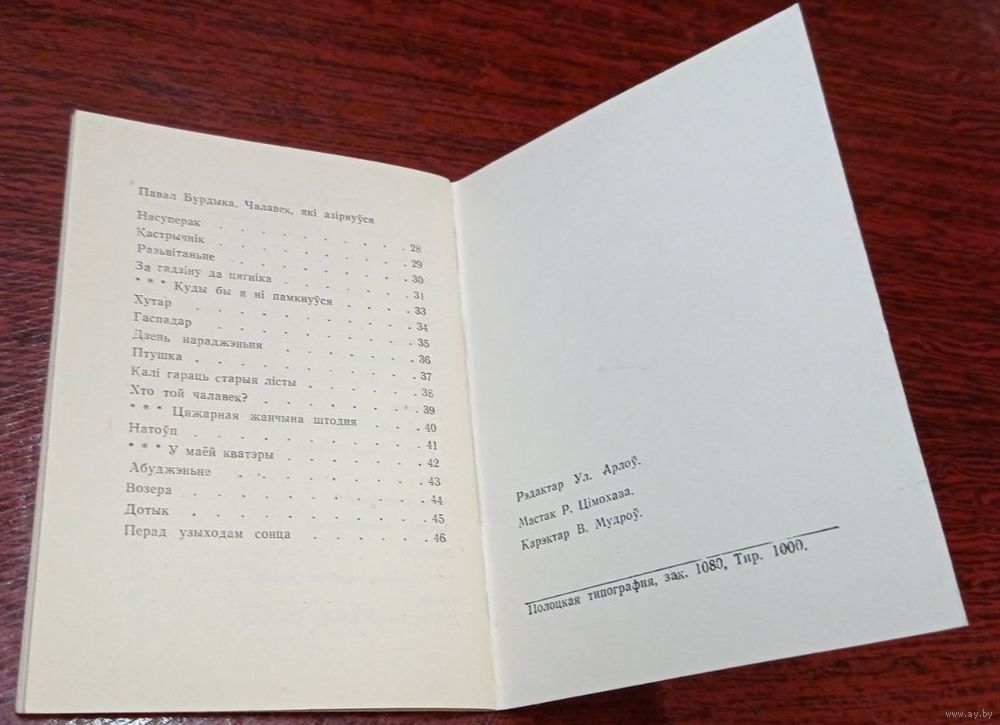 Павал Бурдыка. Чалавек, які азірнуўся
Насуперак . . . . . . . . 28
Кастрычнік . . . . . . . . 29
Разьвітаньне . . . . . . . 30
За гадзіну да цягніка . . . . . 31
* * * Куды бы я ні памкнуўся . . . 33
Хутар . . . . . . . . . 34
Гаспадар . . . . . . . . 35
Дзень нараджэньня . . . . . . 36
Птушка . . . . . . . . . 37
Калі гараць старыя лісты . . . . . 38
Хто той чалавек? . . . . . . 39
* * * Цяжарная жанчына штодня . . . 40
Натоўп . . . . . . . . . 41
* * * У маёй кватэры . . . . . 42
Абуджэньне . . . . . . . 43
Возера . . . . . . . . . 44
Дотык . . . . . . . . . 45
Перад узыходам сонца . . . . . . 46
Рэдактар Ул. Арлоў.
Мастак Р. Цімохава.
Карэктар В. Мудроў.
Полоцкая типография, зак. 1080, Тир. 1000.
www.ay.by